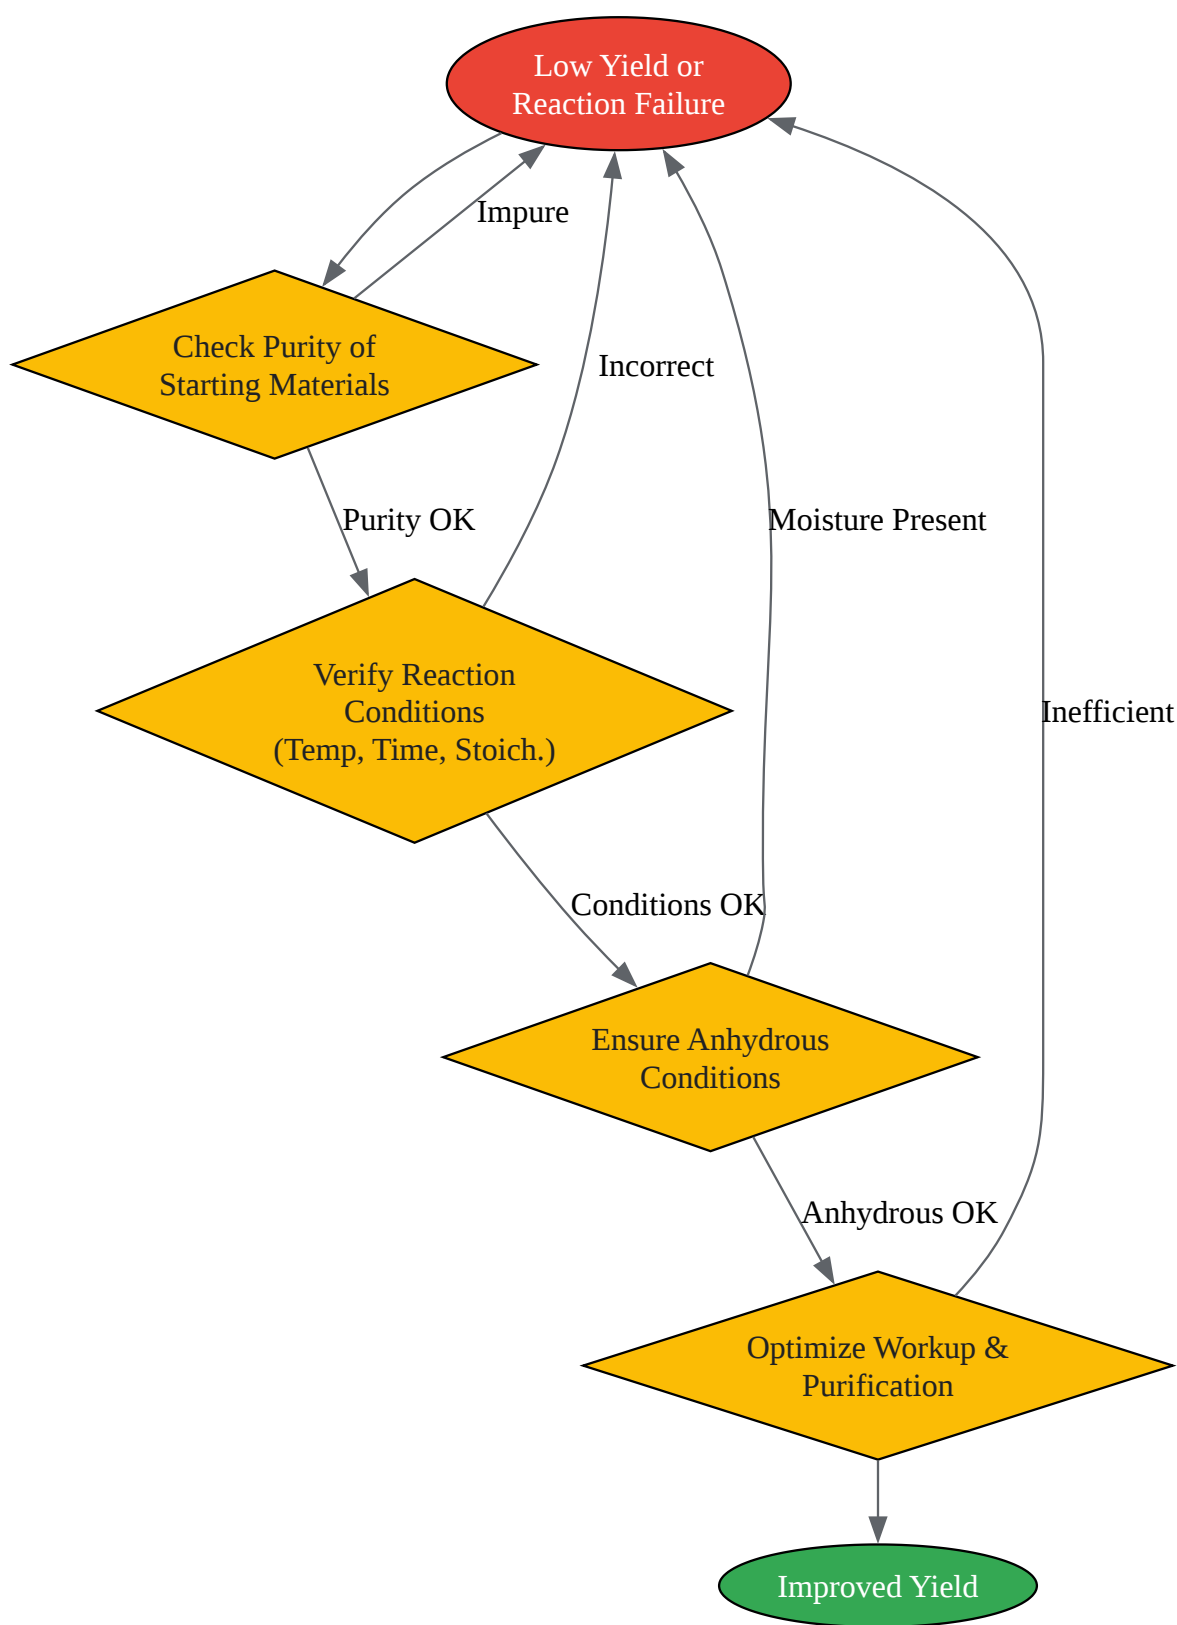 Low Yield or
Reaction Failure
Impure
Check Purity of
Starting Materials
Incorrect
Purity OK
Moisture Present
Verify Reaction
Conditions
(Temp, Time, Stoich.)
Inefficient
Conditions OK
Ensure Anhydrous
Conditions
Anhydrous OK
Optimize Workup &
Purification
Improved Yield